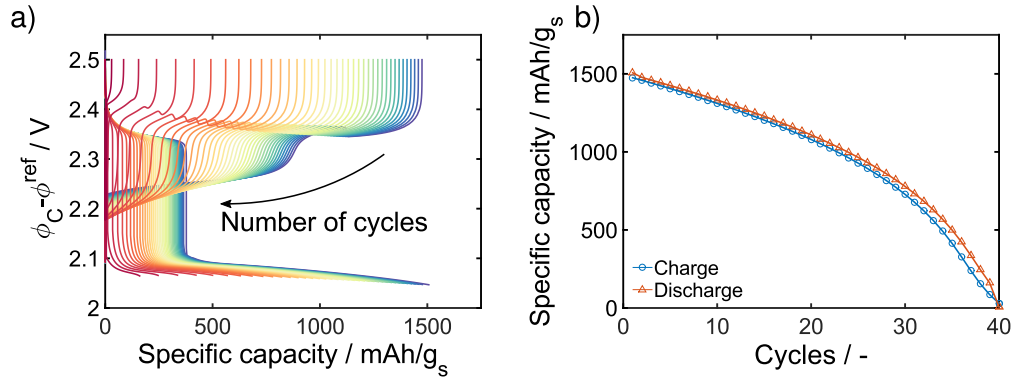 a)
ϕC-ϕref / V
2.5
2.4
2.3
2.2
2.1
2
Number of cycles
0
500
1000
1500
Specific capacity / mAh/gs
b)
Specific capacity / mAh/gs
1500
1000
500
0
Charge
Discharge
0
10
20
30
40
Cycles / -